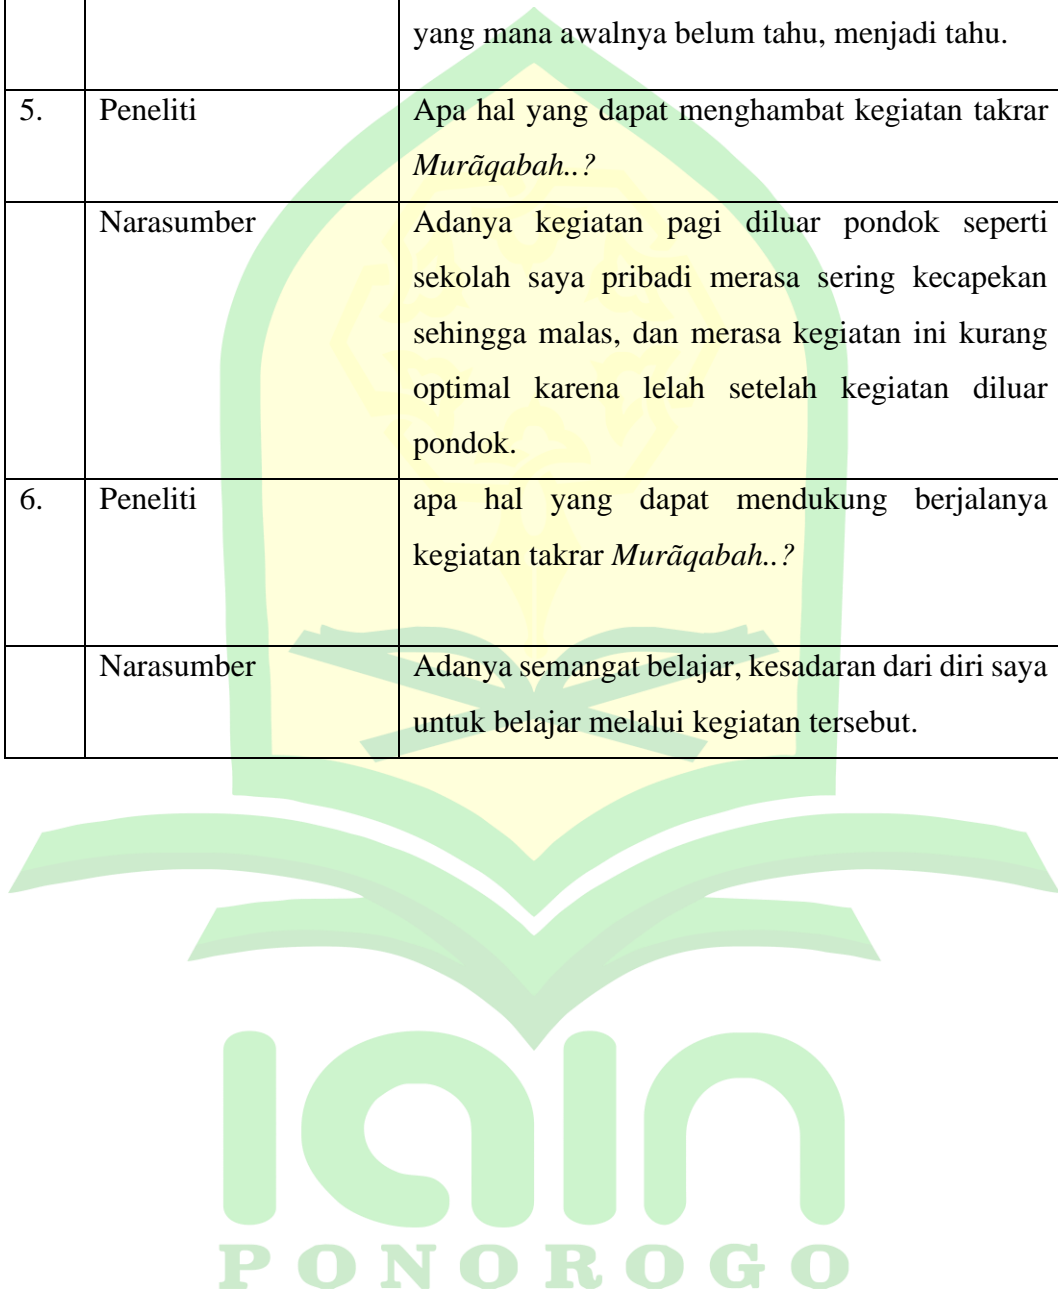 yang mana awalnya belum tahu, menjadi tahu.
5. Peneliti Apa hal yang dapat menghambat kegiatan takrar
Murãqabah..?
Narasumber Adanya kegiatan pagi diluar pondok seperti
sekolah saya pribadi merasa sering kecapekan
sehingga malas, dan merasa kegiatan ini kurang
optimal karena lelah setelah kegiatan diluar
pondok.
6. Peneliti apa hal yang dapat mendukung berjalanya
kegiatan takrar Murãqabah..?
Narasumber Adanya semangat belajar, kesadaran dari diri saya
untuk belajar melalui kegiatan tersebut.
iain
PONOROGO